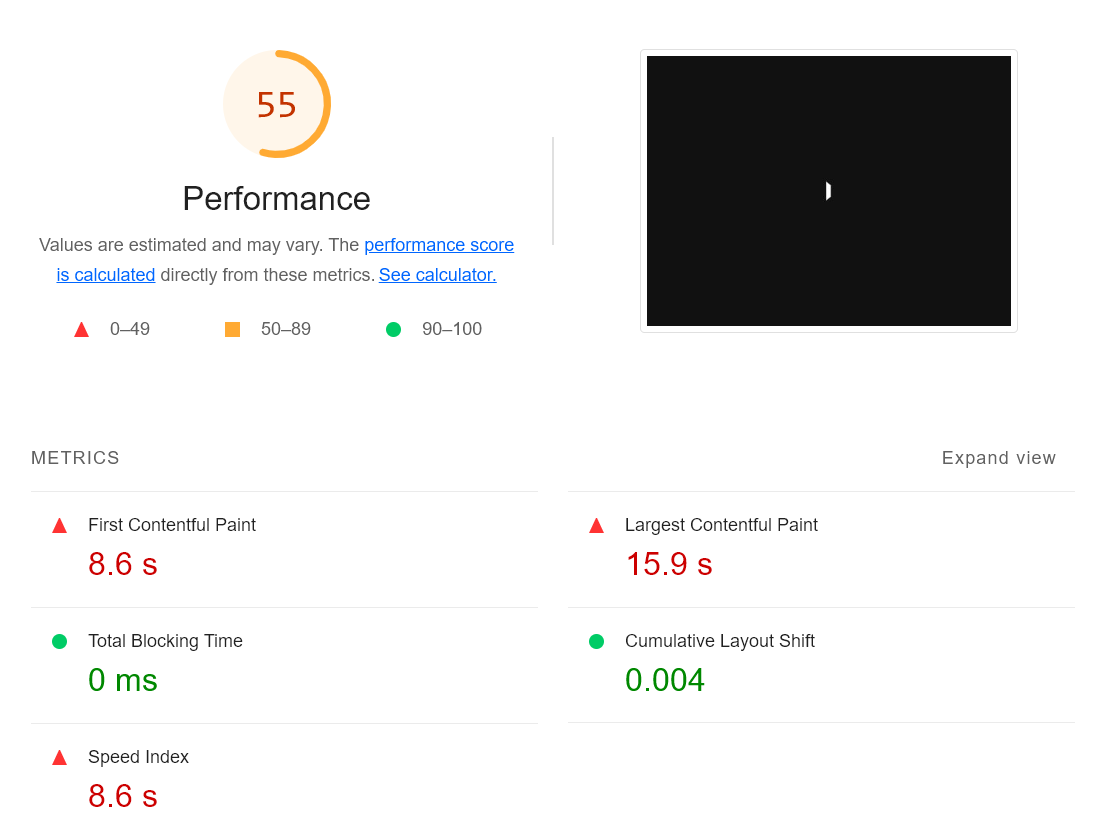 55
Performance
Values are estimated and may vary. The performance score
is calculated directly from these metrics. See calculator.
0–49
50–89
90–100
METRICS
Expand view
First Contentful Paint
8.6 s
Largest Contentful Paint
15.9 s
Total Blocking Time
0 ms
Cumulative Layout Shift
0.004
Speed Index
8.6 s